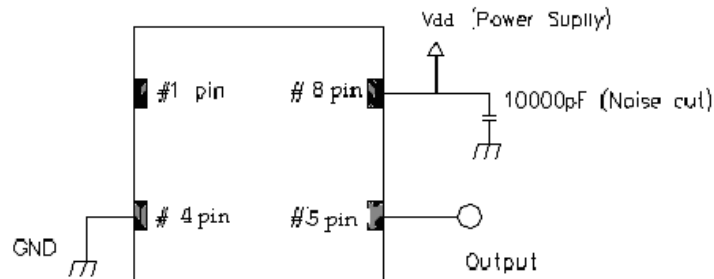 Vdd (Power Suplly)
#1 pin
# 8 pin
10000pF (Noise cut)
# 4 pin
#5 pin
GND
Output